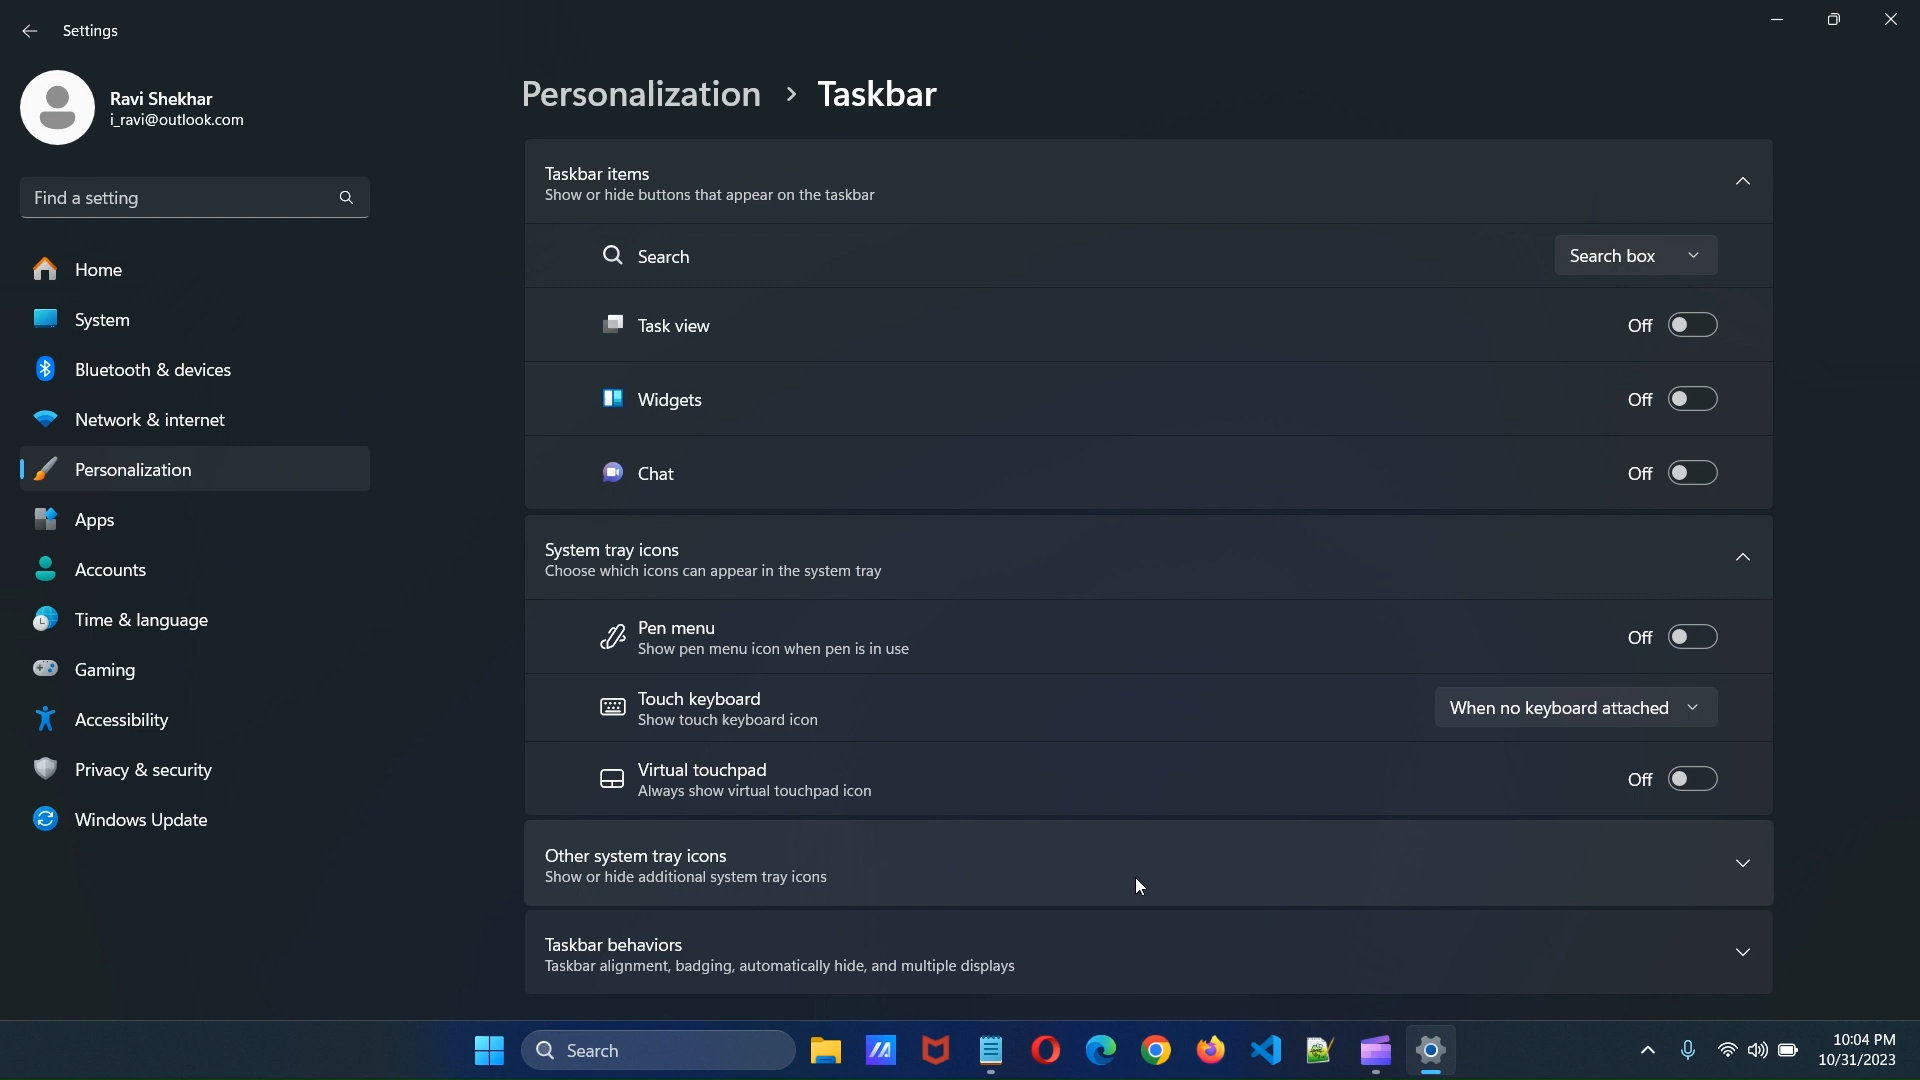 Settings
Ravi Shekhar
i_ravi@outlook.com
Find a setting
Home
System
Bluetooth & devices
Network & internet
Personalization
Apps
Accounts
Time & language
Gaming
Accessibility
Privacy & security
Windows Update
Personalization > Taskbar
Taskbar items
Show or hide buttons that appear on the taskbar
Search Search box
Task view Off
Widgets Off
Chat Off
System tray icons
Choose which icons can appear in the system tray
Pen menu
Show pen menu icon when pen is in use
Off
Touch keyboard
Show touch keyboard icon
When no keyboard attached
Virtual touchpad
Always show virtual touchpad icon
Off
Other system tray icons
Show or hide additional system tray icons
Taskbar behaviors
Taskbar alignment, badging, automatically hide, and multiple displays
Search
10:04 PM
10/31/2023